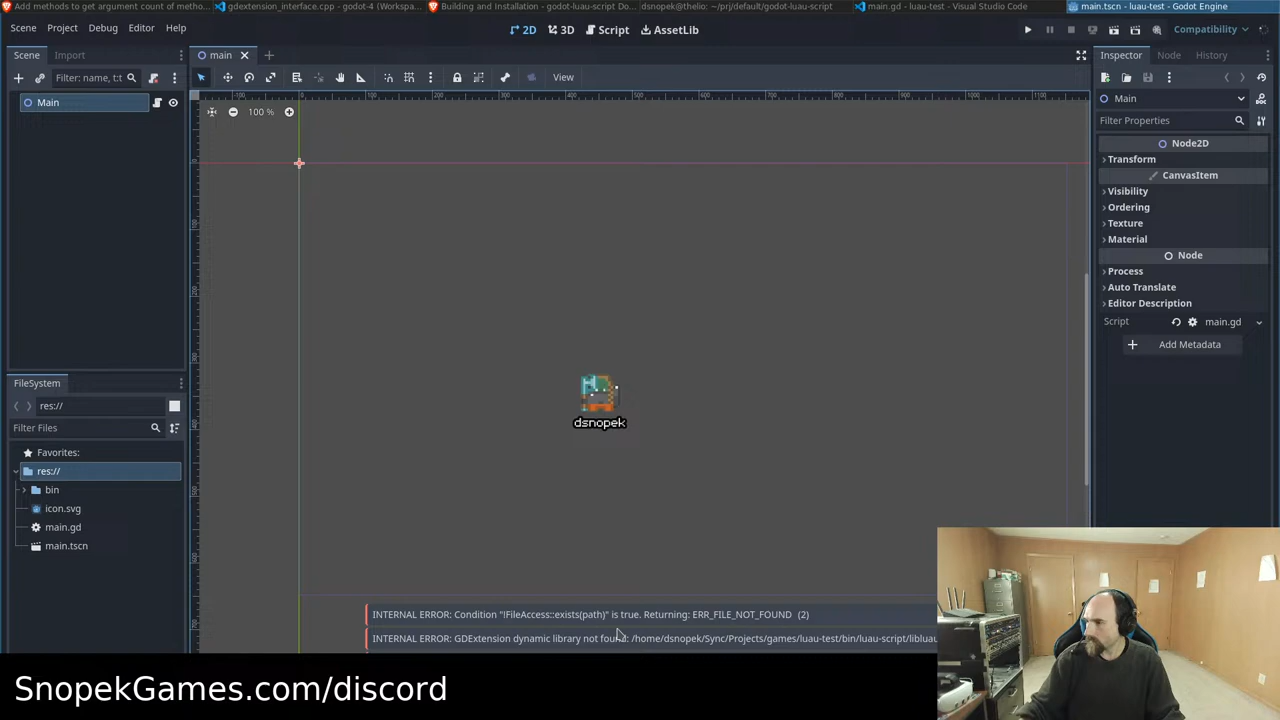 Add methods to get argument count of metho...
gdextension_interface.cpp - godot-4 (Workspa...
Building and Installation - godot-luau-script Do...
dsnopek@thelio: ~/prj/default/godot-luau-script
main.gd - luau-test - Visual Studio Code
main.tscn - luau-test - Godot Engine
Scene Project Debug Editor Help
2D 3D Script AssetLib
Compatibility
Scene Import
main
Inspector Node History
Filter: name, t:t
View
Main
Main
Filter Properties
100 %
Node2D
Transform
CanvasItem
Visibility
Ordering
Texture
Material
Node
Process
Auto Translate
Editor Description
Script main.gd
Add Metadata
FileSystem
res://
Filter Files
Favorites:
res://
bin
icon.svg
main.gd
main.tscn
dsnopek
INTERNAL ERROR: Condition "!FileAccess::exists(path)" is true. Returning: ERR_FILE_NOT_FOUND (2)
INTERNAL ERROR: GDExtension dynamic library not found: /home/dsnopek/Sync/Projects/games/luau-test/bin/luau-script/libluau
SnopekGames.com/discord